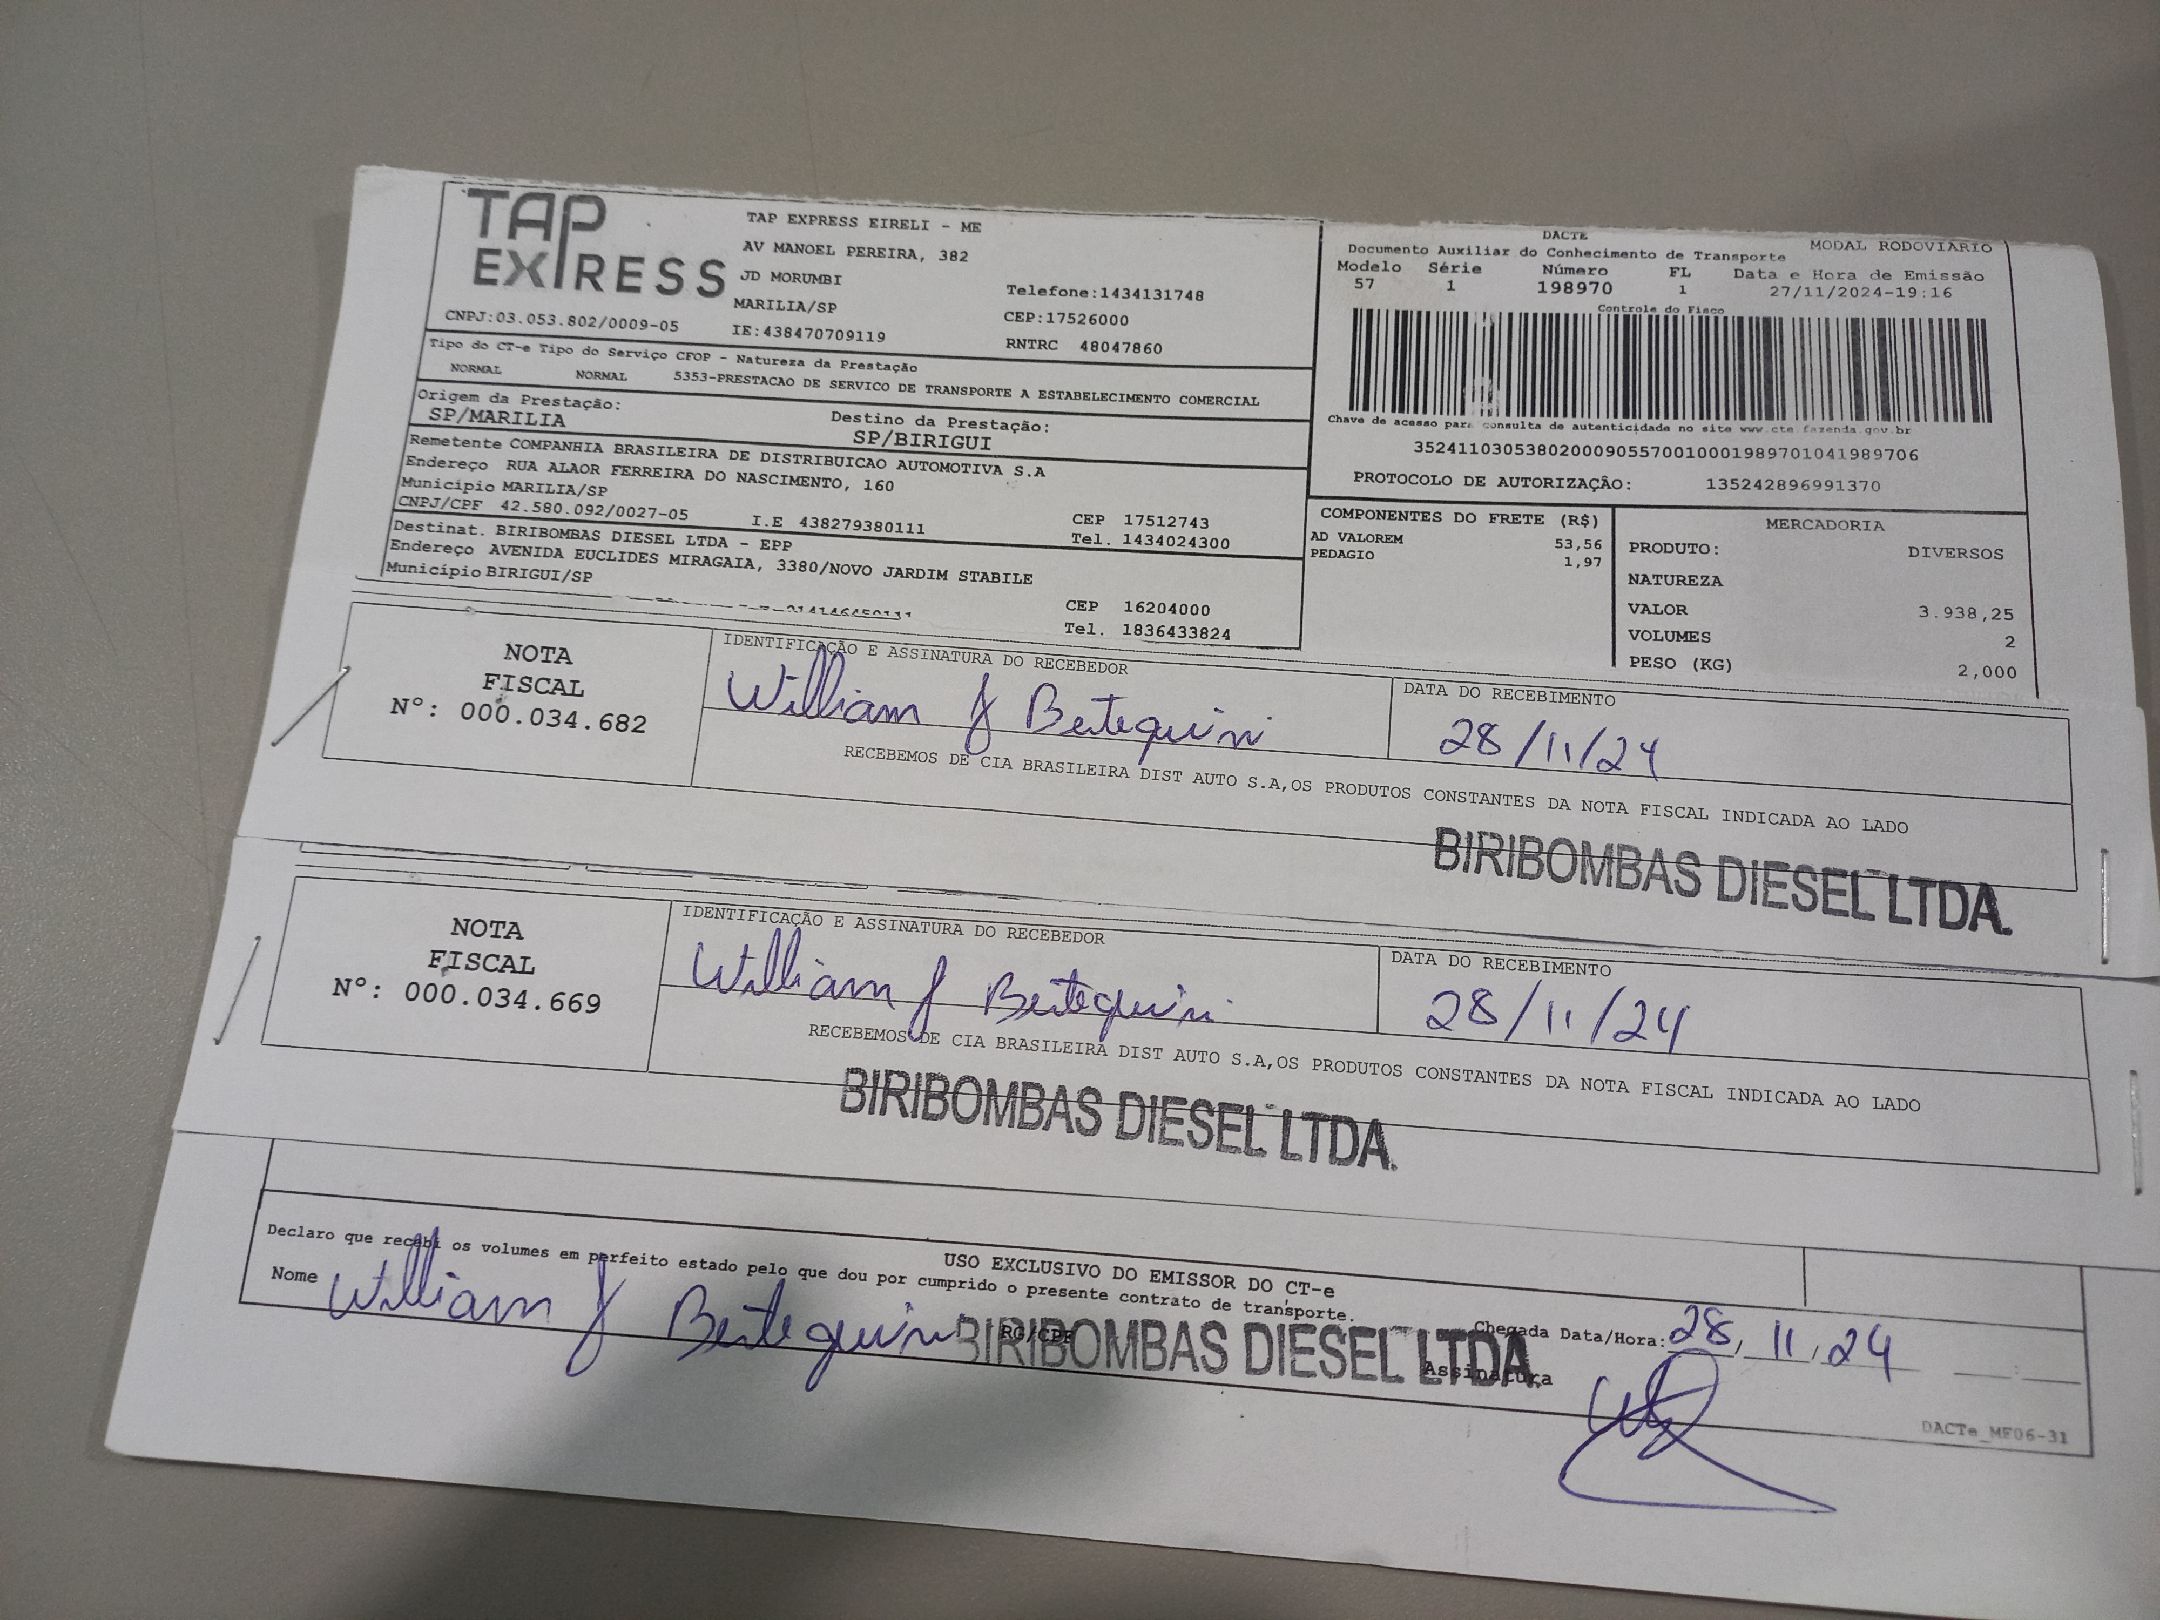 TAP
EXPRESS
TAP EXPRESS EIRELI - ME
AV MANOEL PEREIRA, 382
JD MORUMBI
MARILIA/SP
Telefone:1434131748
CEP:17526000
CNPJ:03.053.802/0009-05
IE:438470709119
RNTRC 48047860
DACTE
MODAL RODOVIARIO
Documento Auxiliar do Conhecimento de Transporte
Modelo Série Número FL Data e Hora de Emissão
57 1 198970 1 27/11/2024-19:16
Controle do Fisco
Chave de acesso para consulta de autenticidade no site www.cte.fazenda.gov.br
35241103053802000905570010001989701041989706
PROTOCOLO DE AUTORIZAÇÃO: 135242896991370
Tipo do CT-e Tipo do Serviço CFOP - Natureza da Prestação
NORMAL NORMAL 5353-PRESTACAO DE SERVICO DE TRANSPORTE A ESTABELECIMENTO COMERCIAL
Origem da Prestação: Destino da Prestação:
SP/MARILIA SP/BIRIGUI
Remetente COMPANHIA BRASILEIRA DE DISTRIBUICAO AUTOMOTIVA S.A
Endereço RUA ALAOR FERREIRA DO NASCIMENTO, 160
Município MARILIA/SP
CNPJ/CPF 42.580.092/0027-05 I.E 438279380111 CEP 17512743
Tel. 1434024300
Destinat. BIRIBOMBAS DIESEL LTDA - EPP
Endereço AVENIDA EUCLIDES MIRAGAIA, 3380/NOVO JARDIM STABILE
Município BIRIGUI/SP
CEP 16204000
Tel. 1836433824
COMPONENTES DO FRETE (R$)
AD VALOREM 53,56
PEDAGIO 1,97
MERCADORIA
PRODUTO: DIVERSOS
NATUREZA
VALOR 3.938,25
VOLUMES 2
PESO (KG) 2,000
NOTA
FISCAL
Nº: 000.034.682
IDENTIFICAÇÃO E ASSINATURA DO RECEBEDOR
William J Bertequini
DATA DO RECEBIMENTO
28/11/24
RECEBEMOS DE CIA BRASILEIRA DIST AUTO S.A,OS PRODUTOS CONSTANTES DA NOTA FISCAL INDICADA AO LADO
BIRIBOMBAS DIESEL LTDA.
NOTA
FISCAL
Nº: 000.034.669
IDENTIFICAÇÃO E ASSINATURA DO RECEBEDOR
William J Bertequini
DATA DO RECEBIMENTO
28/11/24
RECEBEMOS DE CIA BRASILEIRA DIST AUTO S.A,OS PRODUTOS CONSTANTES DA NOTA FISCAL INDICADA AO LADO
BIRIBOMBAS DIESEL LTDA.
USO EXCLUSIVO DO EMISSOR DO CT-e
Declaro que recebi os volumes em perfeito estado pelo que dou por cumprido o presente contrato de transporte.
Nome William J Bertequini RG/CPF
Chegada Data/Hora: 28, 11, 24
BIRIBOMBAS DIESEL LTDA.
Assinatura
DACTe_MF06-31